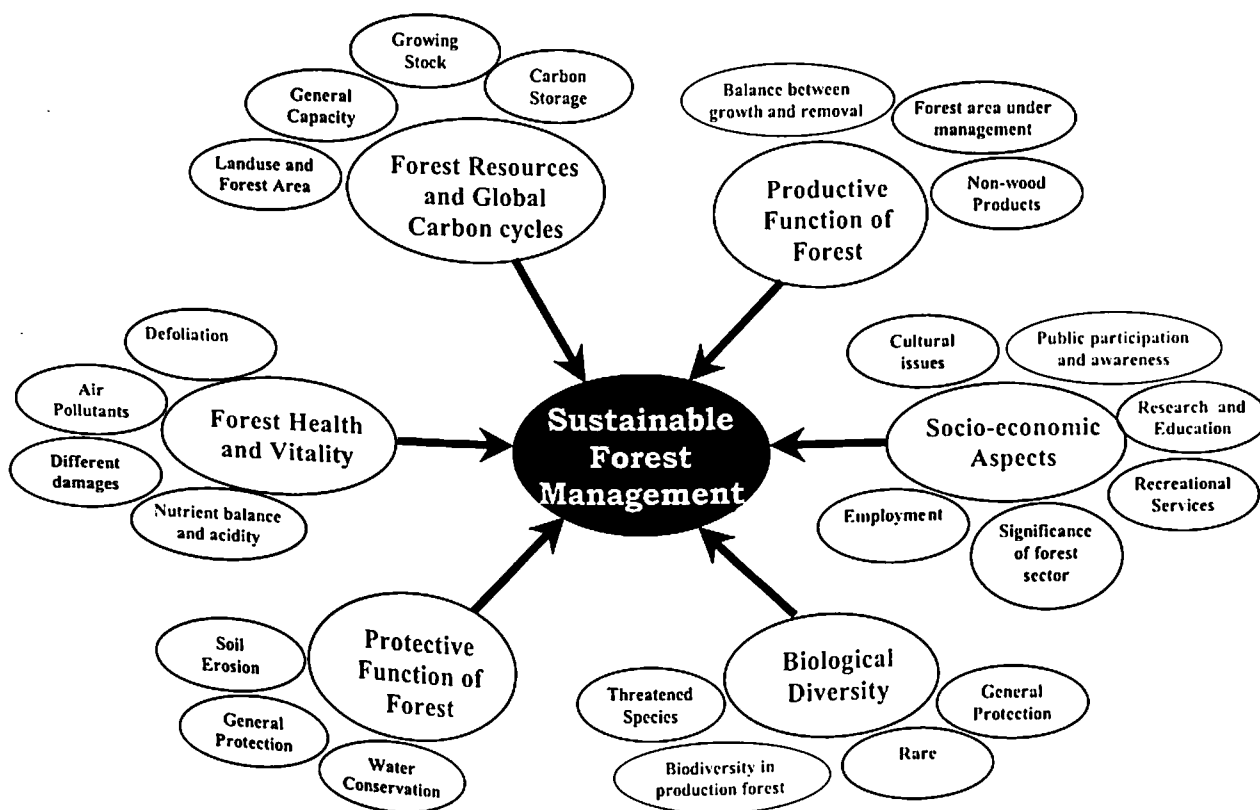 Growing
Stock
Carbon
Storage
General
Capacity
Landuse and
Forest Area
Forest Resources
and Global
Carbon cycles
Balance between
growth and removal
Forest area under
management
Non-wood
Products
Productive
Function of
Forest
Defoliation
Air
Pollutants
Different
damages
Nutrient balance
and acidity
Forest Health
and Vitality
Sustainable
Forest
Management
Cultural
issues
Public participation
and awareness
Research and
Education
Recreational
Services
Significance
of forest
sector
Employment
Socio-economic
Aspects
Soil
Erosion
General
Protection
Water
Conservation
Protective
Function of
Forest
Biological
Diversity
Threatened
Species
Biodiversity in
production forest
Rare
General
Protection